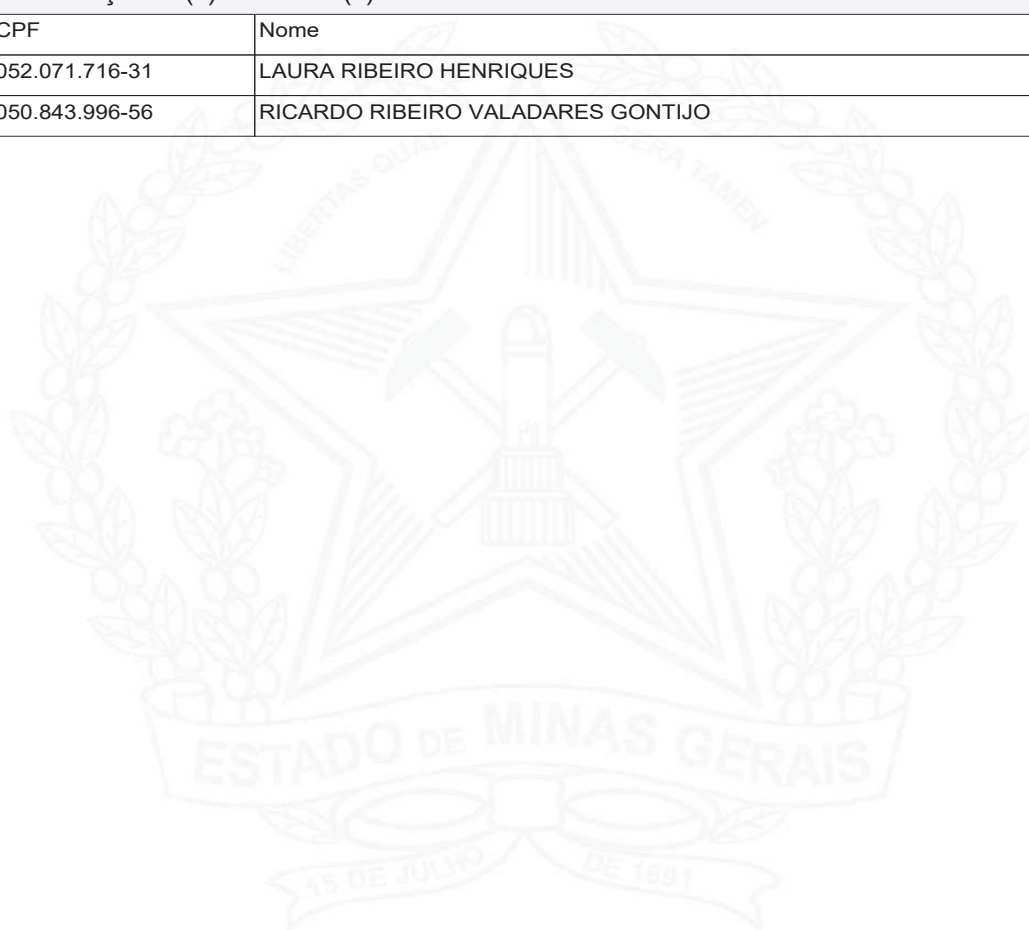 CPF Nome
052.071.716-31 LAURA RIBEIRO HENRIQUES
050.843.996-56 RICARDO RIBEIRO VALADARES GONTIJO
LIBERTAS QUAE SERA TAMEN
ESTADO DE MINAS GERAIS
15 DE JULHO DE 1891